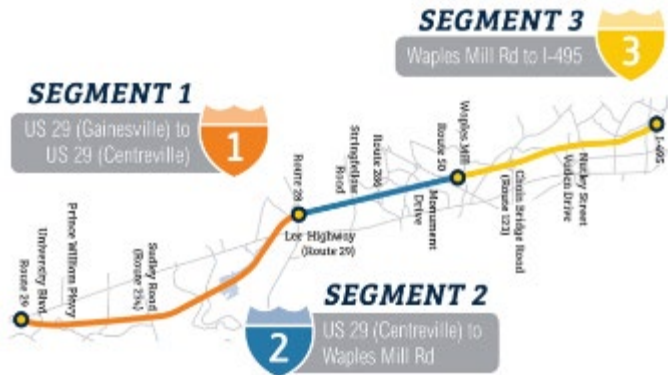 SEGMENT 3
Waples Mill Rd to I-495
3
SEGMENT 1
US 29 (Gainesville) to
US 29 (Centreville)
1
Route 29
University Blvd
Prince William Pkwy
Sudley Road
(Route 234)
Route 28
Lee Highway
(Route 29)
Stringfellow
Road
Route 286
Monument
Drive
Waples Mill
Route 50
Chain Bridge Road
(Route 123)
Nutley Street
Vaden Drive
I-495
SEGMENT 2
US 29 (Centreville) to
Waples Mill Rd
2